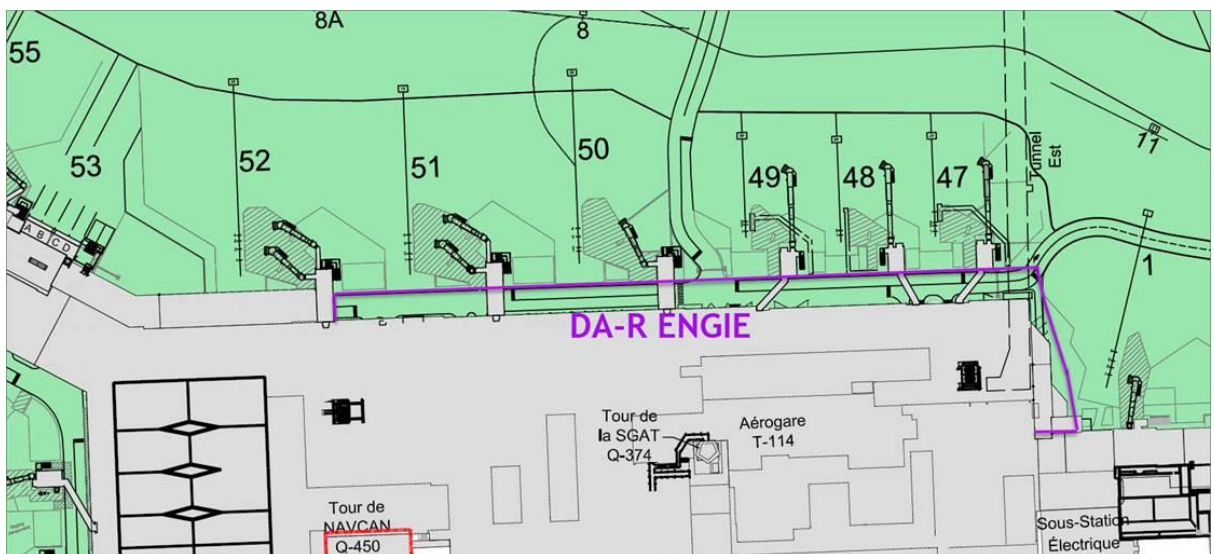 8A
8
55
53
52
51
50
49
48
47
Tunnel
Est
11
1
A B C D
DA-R ENGIE
Tour de
la SGAT
Q-374
Aérogare
T-114
Tour de
NAVCAN
Q-450
Sous-Station
Électrique